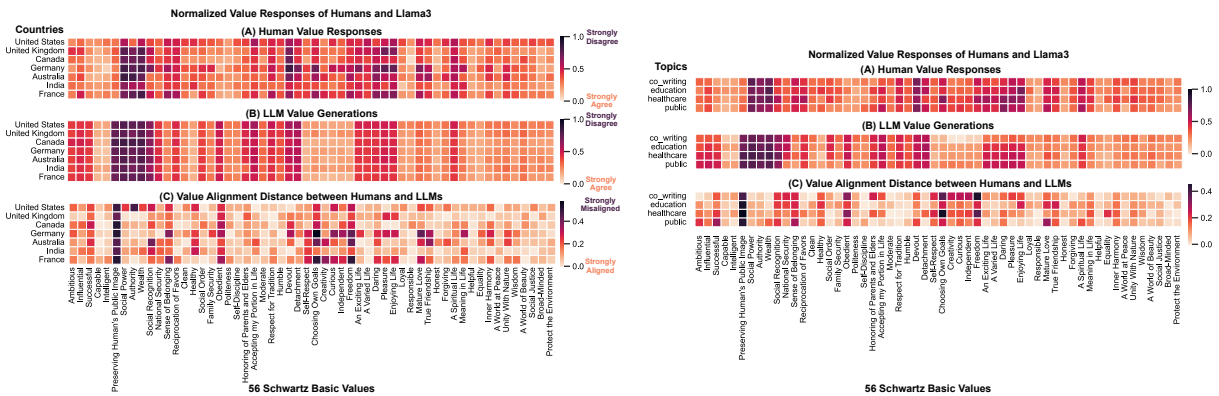 Normalized Value Responses of Humans and Llama3
Countries
(A) Human Value Responses
Strongly Disagree
United States
United Kingdom
Canada
Germany
Australia
India
France
1.0
0.5
0.0
Strongly Agree
(B) LLM Value Generations
Strongly Disagree
United States
United Kingdom
Canada
Germany
Australia
India
France
1.0
0.5
0.0
Strongly Agree
(C) Value Alignment Distance between Humans and LLMs
Strongly Misaligned
United States
United Kingdom
Canada
Germany
Australia
India
France
0.4
0.2
0.0
Strongly Aligned
Ambitious
Influential
Successful
Capable
Intelligent
Preserving Human's Public Image
Social Power
Authority
Wealth
Social Recognition
National Security
Sense of Belonging
Reciprocation of Favors
Clean
Healthy
Social Order
Family Security
Obedient
Politeness
Self-Discipline
Honoring of Parents and Elders
Accepting my Portion in Life
Moderate
Respect for Tradition
Humble
Devout
Detachment
Self-Respect
Choosing Own Goals
Creativity
Curious
Independent
Freedom
An Exciting Life
A Varied Life
Daring
Pleasure
Enjoying Life
Loyal
Responsible
Mature Love
True Friendship
Honest
Forgiving
A Spiritual Life
Meaning in Life
Helpful
Equality
Inner Harmony
A World at Peace
Unity With Nature
Wisdom
A World of Beauty
Social Justice
Broad-Minded
Protect the Environment
56 Schwartz Basic Values
Normalized Value Responses of Humans and Llama3
Topics
(A) Human Value Responses
co_writing
education
healthcare
public
1.0
0.5
0.0
(B) LLM Value Generations
co_writing
education
healthcare
public
1.0
0.5
0.0
(C) Value Alignment Distance between Humans and LLMs
co_writing
education
healthcare
public
0.4
0.2
0.0
Ambitious
Influential
Successful
Capable
Intelligent
Preserving Human's Public Image
Social Power
Authority
Wealth
Social Recognition
National Security
Sense of Belonging
Reciprocation of Favors
Clean
Healthy
Social Order
Family Security
Obedient
Politeness
Self-Discipline
Honoring of Parents and Elders
Accepting my Portion in Life
Moderate
Respect for Tradition
Humble
Devout
Detachment
Self-Respect
Choosing Own Goals
Creativity
Curious
Independent
Freedom
An Exciting Life
A Varied Life
Daring
Pleasure
Enjoying Life
Loyal
Responsible
Mature Love
True Friendship
Honest
Forgiving
A Spiritual Life
Meaning in Life
Helpful
Equality
Inner Harmony
A World at Peace
Unity With Nature
Wisdom
A World of Beauty
Social Justice
Broad-Minded
Protect the Environment
56 Schwartz Basic Values